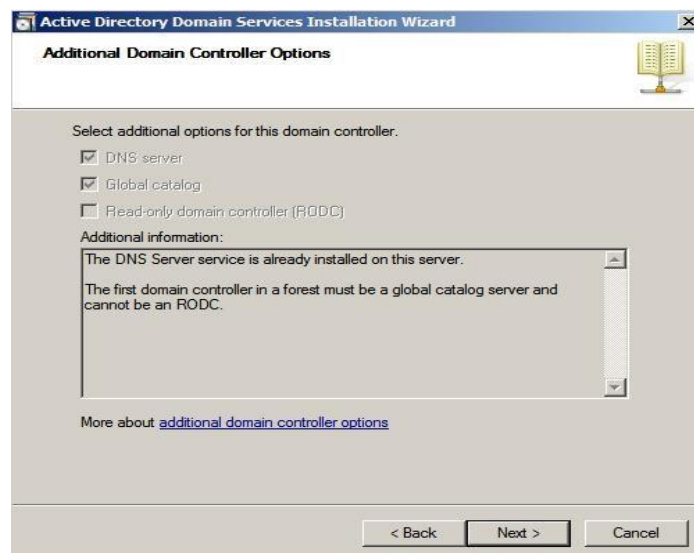 Active Directory Domain Services Installation Wizard
Additional Domain Controller Options
Select additional options for this domain controller.
DNS server
Global catalog
Read-only domain controller (RODC)
Additional information:
The DNS Server service is already installed on this server.
The first domain controller in a forest must be a global catalog server and
cannot be an RODC.
More about additional domain controller options
< Back Next > Cancel